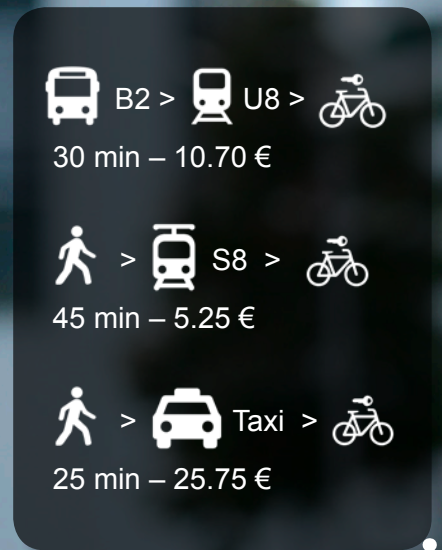 B2 > U8 >
30 min – 10.70 €
> S8 >
45 min – 5.25 €
> Taxi >
25 min – 25.75 €